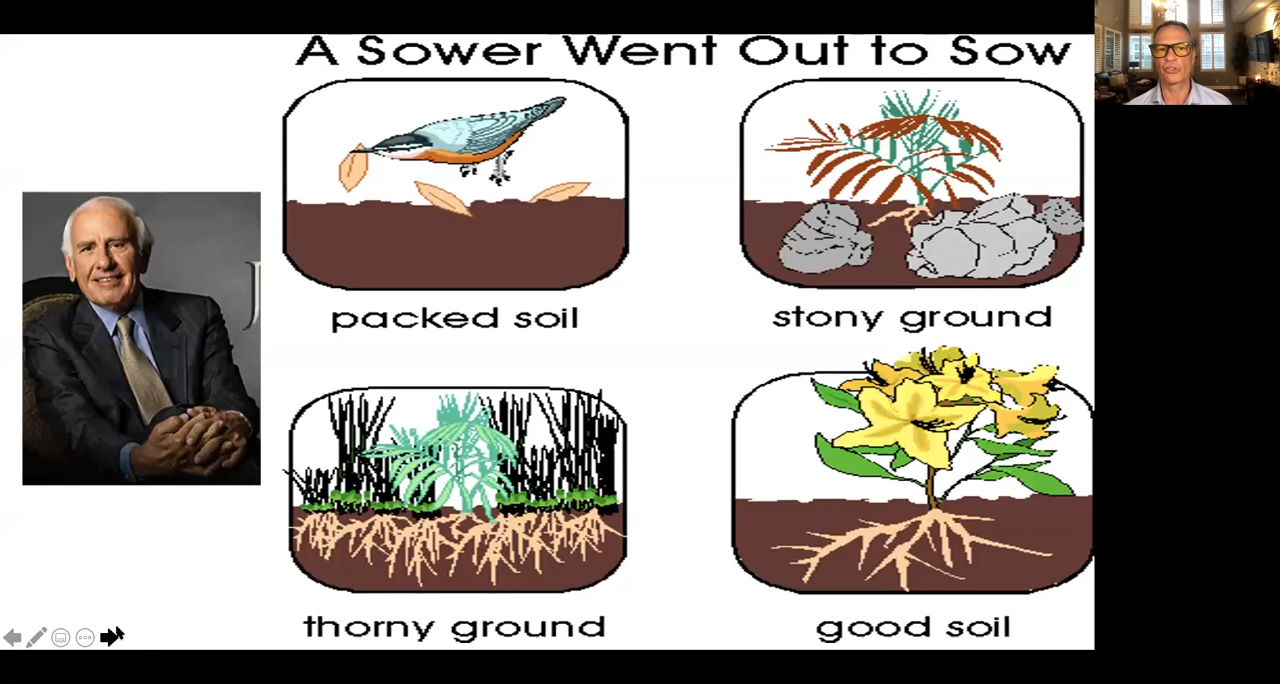 A Sower Went Out to Sow
packed soil
stony ground
thorny ground
good soil